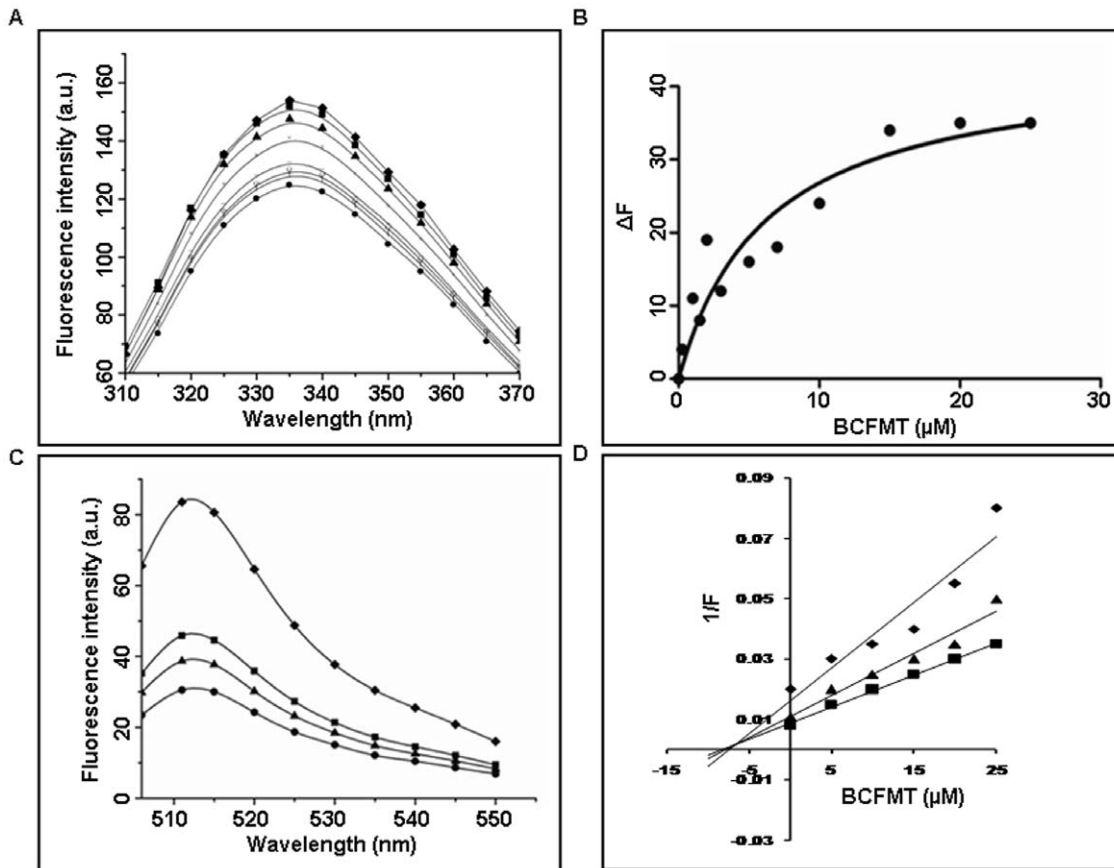 A
Fluorescence intensity (a.u.)
160
140
120
100
80
60
310 320 330 340 350 360 370
Wavelength (nm)
B
ΔF
40
30
20
10
0
0 10 20 30
BCFMT (μM)
C
Fluorescence intensity (a.u.)
80
60
40
20
0
510 520 530 540 550
Wavelength (nm)
D
1/F
0.09
0.07
0.05
0.03
0.01
-0.01
-0.03
-15 -5 5 15 25
BCFMT (μM)